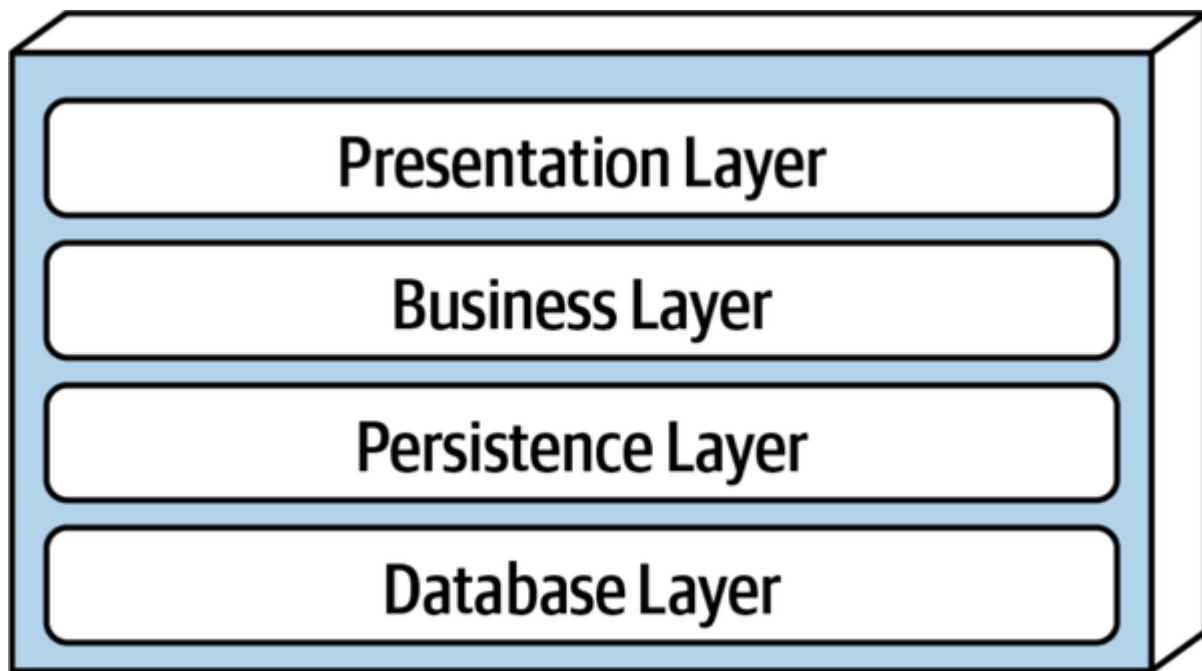 Presentation Layer
Business Layer
Persistence Layer
Database Layer